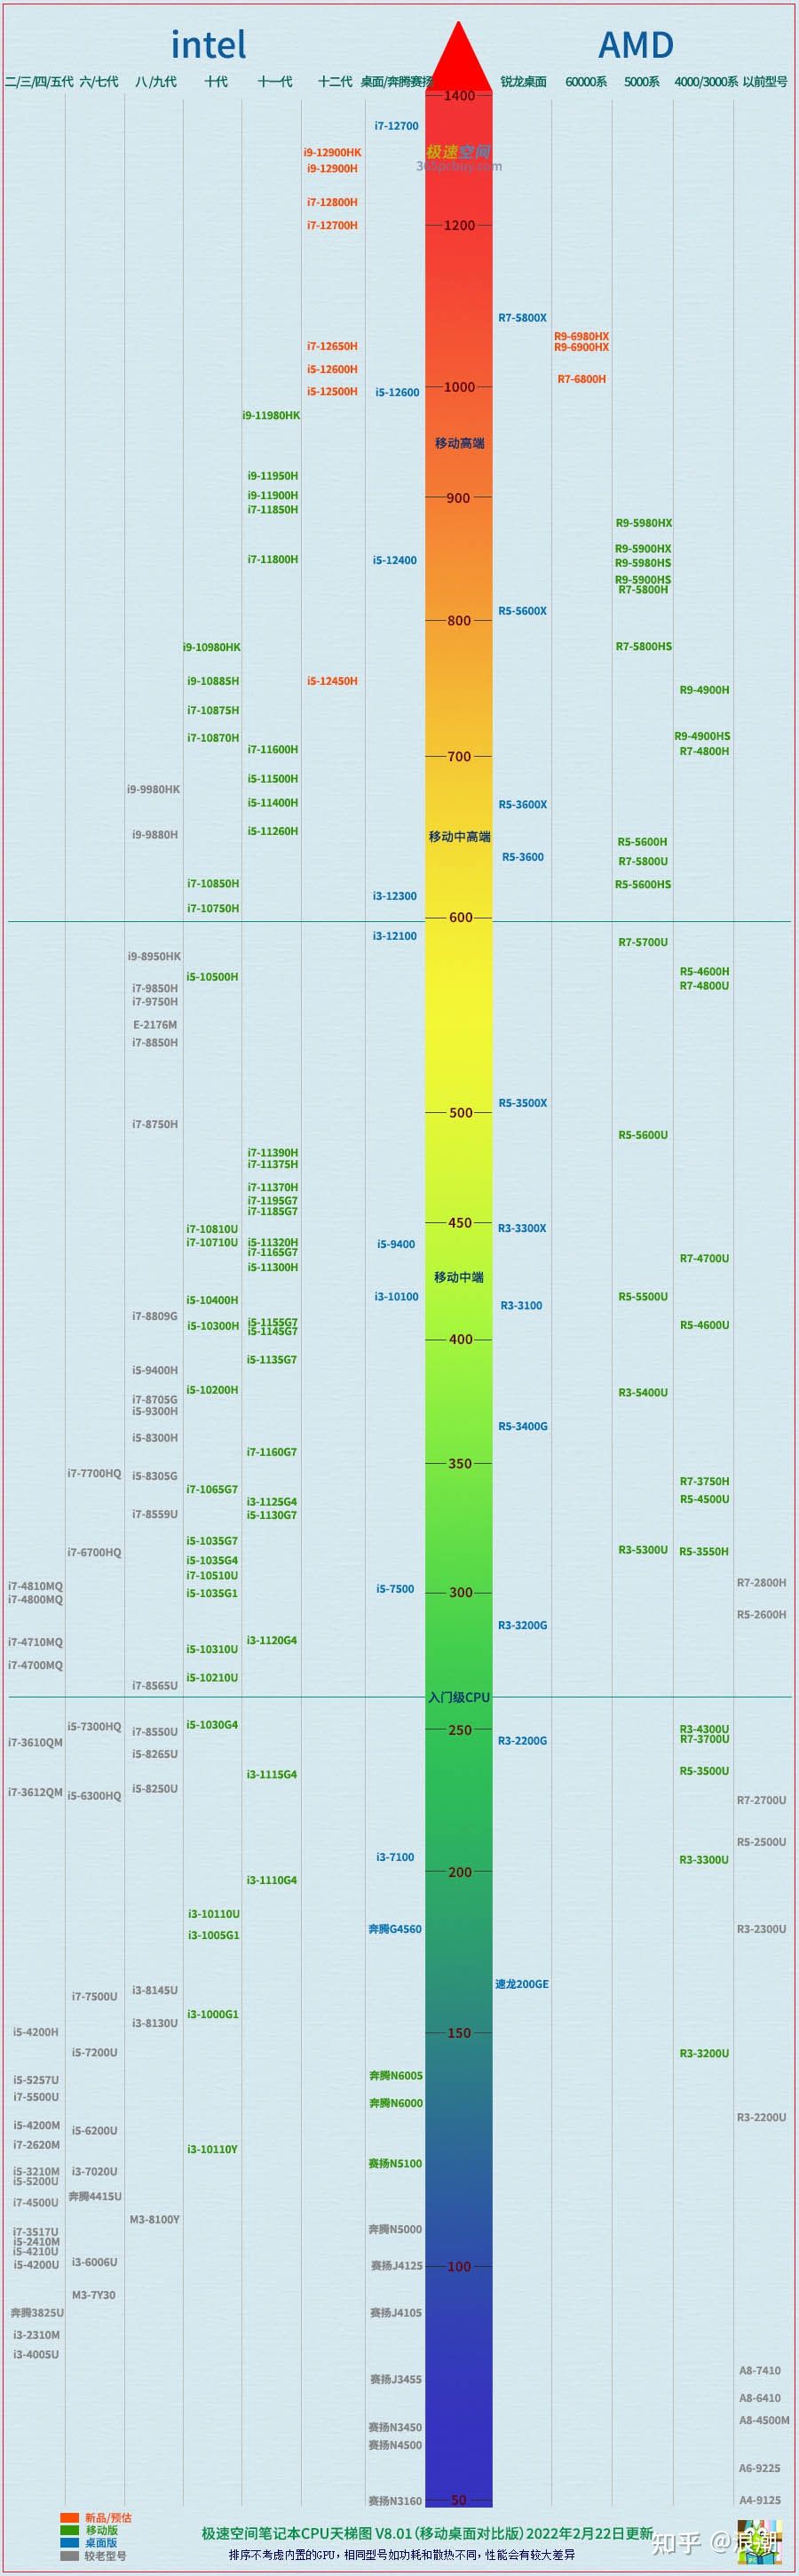 intel AMD
二/三/四/五代 六/七代 八/九代 十代 十一代 十二代 桌面/奔腾赛扬 锐龙桌面 60000系 5000系 4000/3000系 以前型号
1400
i7-12700
i9-12900HK 极速空间
i9-12900H
i7-12800H
i7-12700H 1200
R7-5800X
R9-6980HX
i7-12650H R9-6900HX
i5-12600H R7-6800H
1000
i5-12500H i5-12600
i9-11980HK
移动高端
i9-11950H
i9-11900H 900
i7-11850H
R9-5980HX
R9-5900HX
i7-11800H i5-12400 R9-5980HS
R9-5900HS
R7-5800H
R5-5600X
800
i9-10980HK R7-5800HS
i9-10885H i5-12450H
R9-4900H
i7-10875H
i7-10870H R9-4900HS
i7-11600H R7-4800H
700
i5-11500H
i9-9980HK
i5-11400H R5-3600X
i9-9880H i5-11260H 移动中高端
R5-5600H
R5-3600 R7-5800U
i7-10850H R5-5600HS
i3-12300
i7-10750H
600
i3-12100 R7-5700U
i9-8950HK
i5-10500H R5-4600H
i7-9850H R7-4800U
i7-9750H
E-2176M
i7-8850H
R5-3500X
500
i7-8750H
R5-5600U
i7-11390H
i7-11375H
i7-11370H
i7-1195G7
i7-1185G7
450
i7-10810U R3-3300X
i7-10710U i5-11320H i5-9400
i7-1165G7 R7-4700U
i5-11300H
移动中端
i5-10400H i3-10100 R5-5500U
R3-3100
i7-8809G i5-1155G7
i5-10300H i5-1145G7 R5-4600U
400
i5-1135G7
i5-9400H
i5-10200H R3-5400U
i7-8705G
i5-9300H
R5-3400G
i5-8300H
i7-1160G7
350
i7-7700HQ i5-8305G
R7-3750H
i7-1065G7
i3-1125G4 R5-4500U
i7-8559U i5-1130G7
i5-1035G7
i7-6700HQ R3-5300U R5-3550H
i5-1035G4
i7-10510U
i7-4810MQ R7-2800H
i7-4800MQ i5-1035G1 i5-7500 300
R5-2600H
R3-3200G
i7-4710MQ i3-1120G4
i5-10310U
i7-4700MQ
i5-10210U
i7-8565U
入门级CPU
i5-7300HQ i5-1030G4
i7-8550U 250 R3-4300U
i7-3610QM R3-2200G R7-3700U
i5-8265U
i3-1115G4 R5-3500U
i7-3612QM i5-6300HQ i5-8250U
R7-2700U
R5-2500U
i3-7100 R3-3300U
200
i3-1110G4
i3-10110U
奔腾G4560 R3-2300U
i3-1005G1
速龙200GE
i7-7500U i3-8145U
i3-1000G1
i3-8130U
i5-4200H 150
i5-7200U R3-3200U
奔腾N6005
i5-5257U
i7-5500U 奔腾N6000
R3-2200U
i5-4200M i5-6200U
i7-2620M i3-10110Y
赛扬N5100
i5-3210M i3-7020U
i5-5200U
奔腾4415U
i7-4500U
M3-8100Y
奔腾N5000
i7-3517U
i5-2410M
i5-4210U
i5-4200U i3-6006U 赛扬J4125 100
M3-7Y30
奔腾3825U 赛扬J4105
i3-2310M
i3-4005U
A8-7410
赛扬J3455
A8-6410
A8-4500M
赛扬N3450
赛扬N4500
A6-9225
赛扬N3160 50 A4-9125
新品/预估
移动版
桌面版
较老型号
极速空间笔记本CPU天梯图 V8.01(移动桌面对比版)2022年2月22日更新
排序不考虑内置的GPU，相同型号如功耗和散热不同，性能会有较大差异
知乎 @浪潮